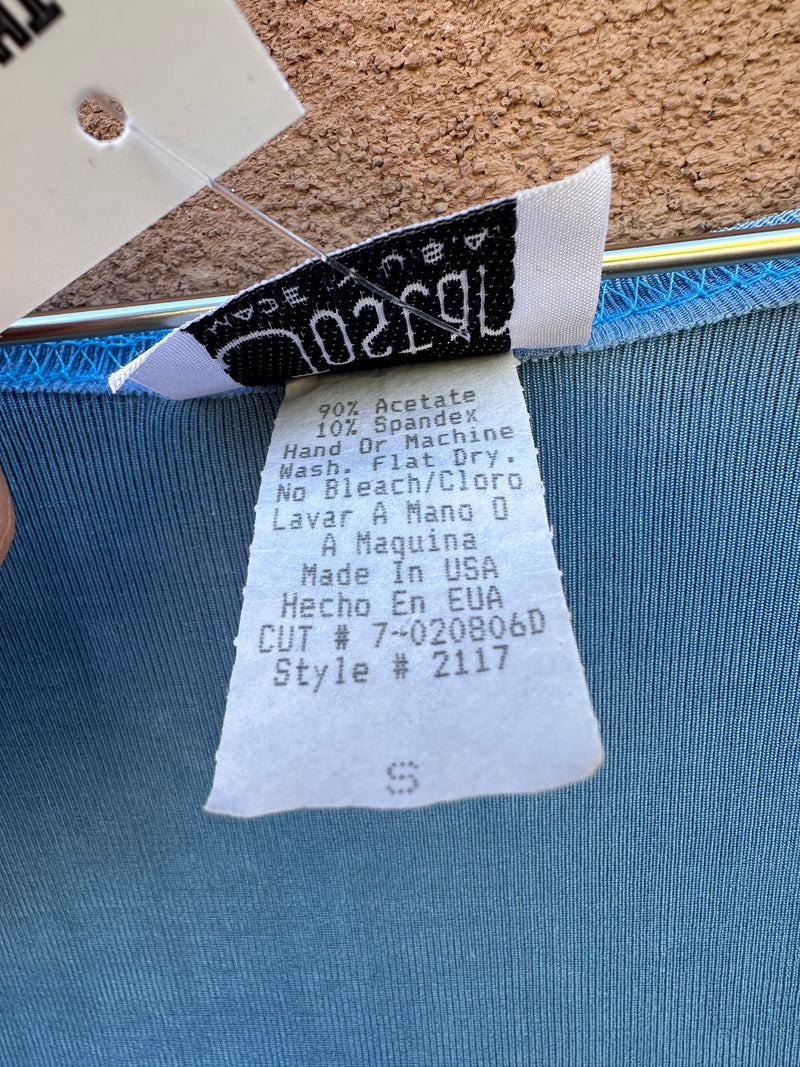 90% Acetate
10% Spandex
Hand Or Machine
Wash. Flat Dry.
No Bleach/Cloro
Lavar A Mano O
A Maquina
Made In USA
Hecho En EUA
CUT # 7-020806D
Style # 2117
S